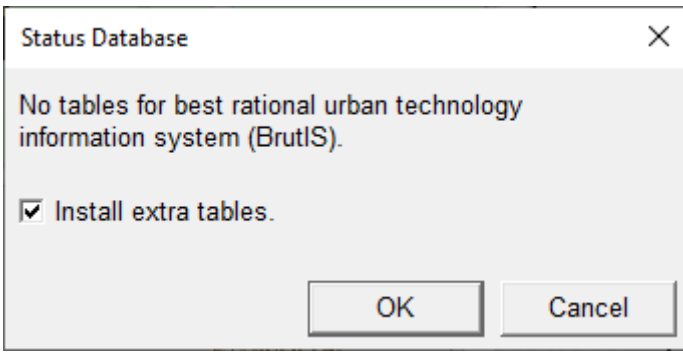 Status Database
No tables for best rational urban technology
information system (BrutIS).
Install extra tables.
OK
Cancel